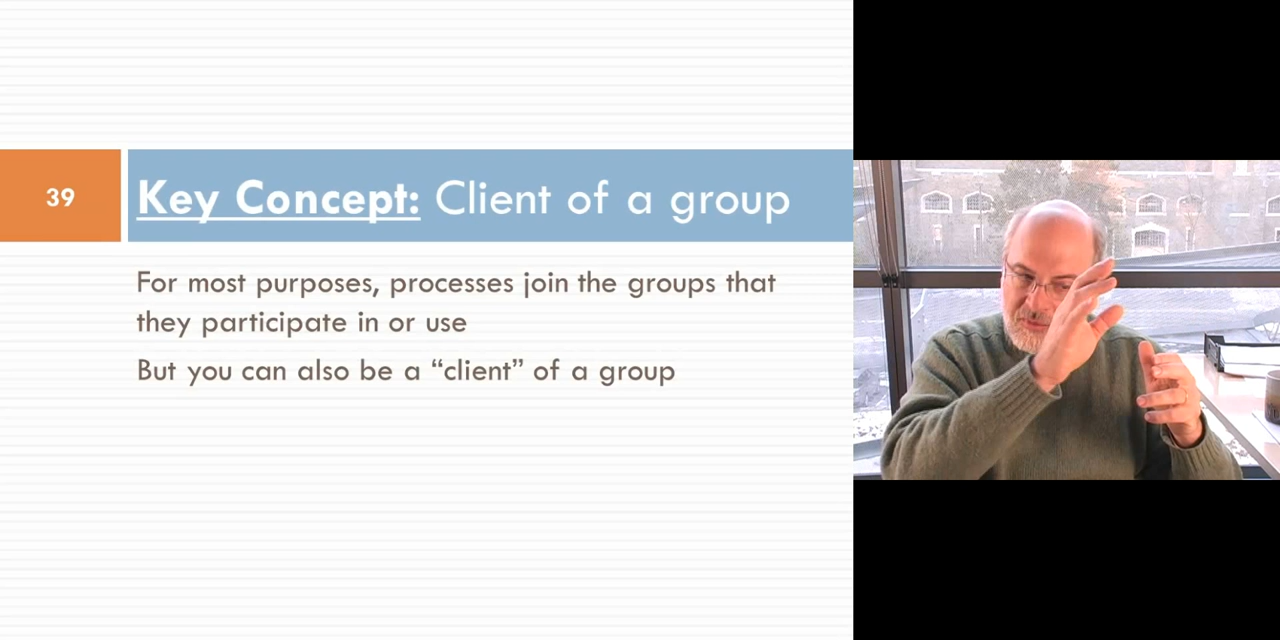 39
Key Concept: Client of a group
For most purposes, processes join the groups that
they participate in or use
But you can also be a “client” of a group